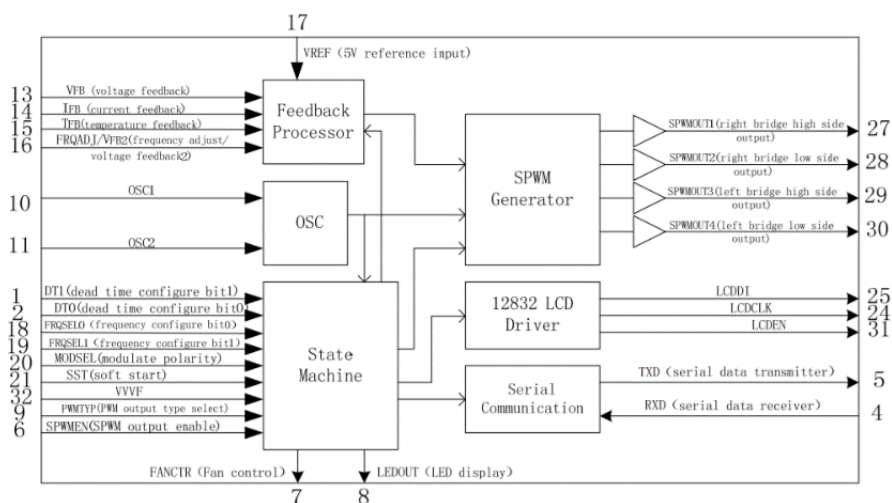 17
VREF (5V reference input)
13
VFB (voltage feedback)
14
IFB (current feedback)
15
TFB(temperature feedback)
16
FRQADJ/VFB2(frequency adjust/
voltage feedback2)
Feedback
Processor
10
OSC1
11
OSC2
OSC
SPWM
Generator
SPWMOUT1(right bridge high side
output)
27
SPWMOUT2(right bridge low side
output)
28
SPWMOUT3(left bridge high side
output)
29
SPWMOUT4(left bridge low side
output)
30
1
DT1(dead time configure bit1)
2
DT0(dead time configure bit0)
18
FRQSEL0 (frequency configure bit0)
19
FRQSEL1 (frequency configure bit1)
20
MODSEL(modulate polarity)
21
SST(soft start)
32
VVVF
9
PWMTYP(PWM output type select)
6
SPWMEN(SPWM output enable)
State
Machine
12832 LCD
Driver
LCDDI
25
LCDCLK
24
LCDEN
31
Serial
Communication
TXD (serial data transmitter)
5
RXD (serial data receiver)
4
FANCTR (Fan control)
7
LEDOUT (LED display)
8